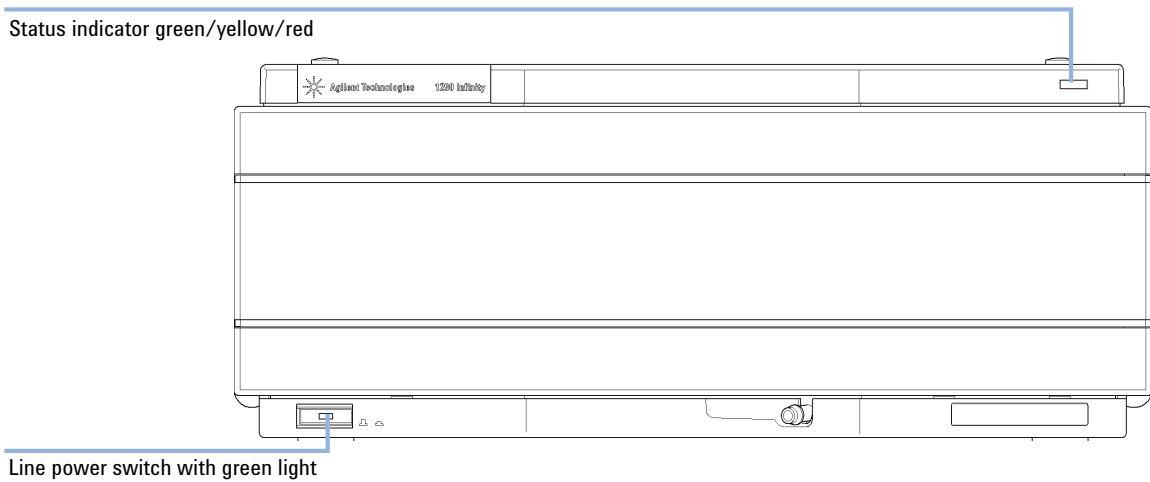 Status indicator green/yellow/red
Agilent Technologies 1290 Infinity
Line power switch with green light